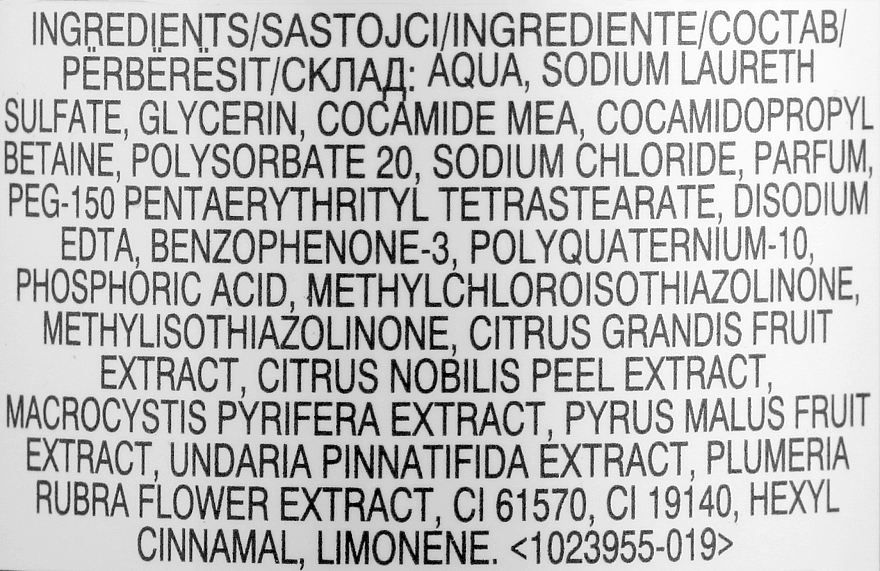 INGREDIENTS/SASTOJCI/INGREDIENTE/СОСТАВ/
PËRBËRËSIT/СКЛАД: AQUA, SODIUM LAURETH
SULFATE, GLYCERIN, COCAMIDE MEA, COCAMIDOPROPYL
BETAINE, POLYSORBATE 20, SODIUM CHLORIDE, PARFUM,
PEG-150 PENTAERYTHRITYL TETRASTEARATE, DISODIUM
EDTA, BENZOPHENONE-3, POLYQUATERNIUM-10,
PHOSPHORIC ACID, METHYLCHLOROISOTHIAZOLINONE,
METHYLISOTHIAZOLINONE, CITRUS GRANDIS FRUIT
EXTRACT, CITRUS NOBILIS PEEL EXTRACT,
MACROCYSTIS PYRIFERA EXTRACT, PYRUS MALUS FRUIT
EXTRACT, UNDARIA PINNATIFIDA EXTRACT, PLUMERIA
RUBRA FLOWER EXTRACT, CI 61570, CI 19140, HEXYL
CINNAMAL, LIMONENE. <1023955-019>